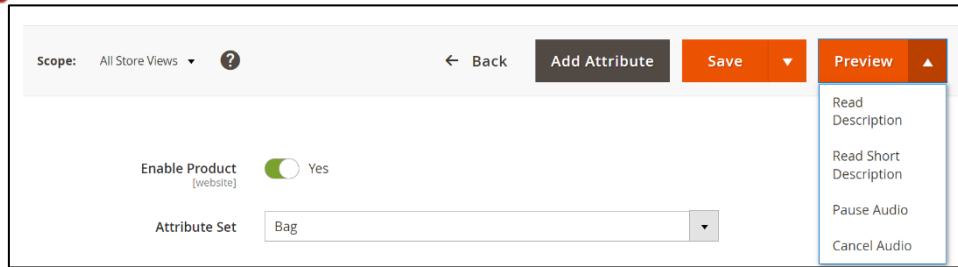 Scope: All Store Views ? ← Back Add Attribute Save Preview
Read
Description
Read Short
Description
Pause Audio
Cancel Audio
Enable Product Yes
[website]
Attribute Set Bag